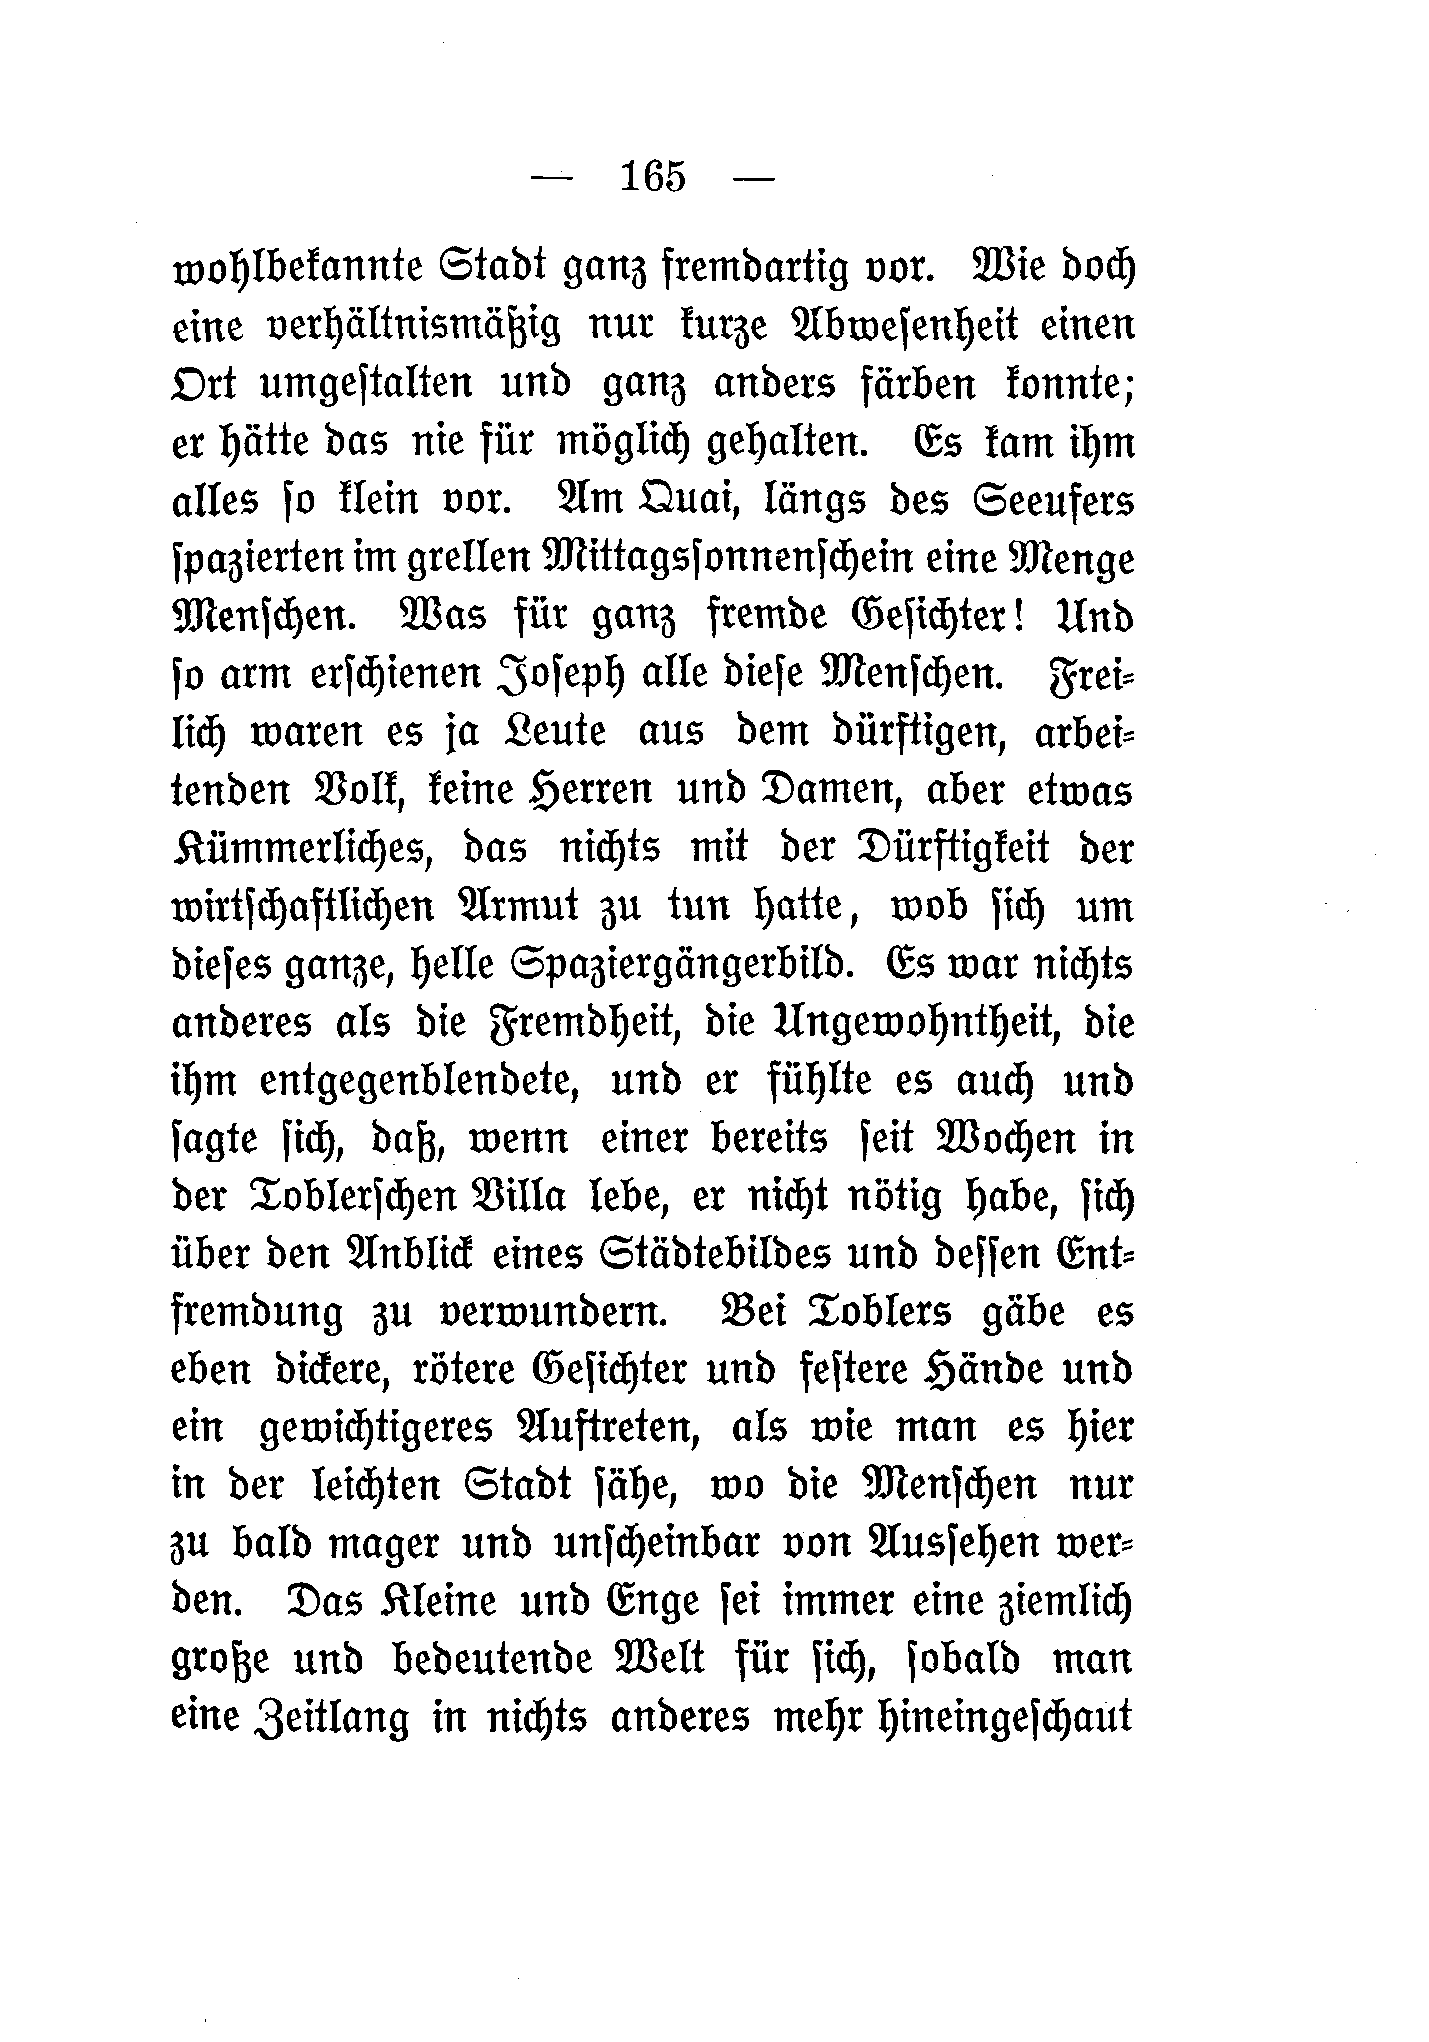 — 165 —
wohlbekannte Stadt ganz fremdartig vor. Wie doch
eine verhältnismäßig nur kurze Abweſenheit einen
Ort umgeſtalten und ganz anders färben konnte;
er hätte das nie für möglich gehalten. Es kam ihm
alles ſo klein vor. Am Quai, längs des Seeufers
ſpazierten im grellen Mittagsſonnenſchein eine Menge
Menſchen. Was für ganz fremde Geſichter! Und
ſo arm erſchienen Joſeph alle dieſe Menſchen. Frei⸗
lich waren es ja Leute aus dem dürftigen, arbei⸗
tenden Volk, keine Herren und Damen, aber etwas
Kümmerliches, das nichts mit der Dürftigkeit der
wirtſchaftlichen Armut zu tun hatte, wob ſich um
dieſes ganze, helle Spaziergängerbild. Es war nichts
anderes als die Fremdheit, die Ungewohntheit, die
ihm entgegenblendete, und er fühlte es auch und
ſagte ſich, daß, wenn einer bereits ſeit Wochen in
der Toblerſchen Villa lebe, er nicht nötig habe, ſich
über den Anblick eines Städtebildes und deſſen Ent⸗
fremdung zu verwundern. Bei Toblers gäbe es
eben dickere, rötere Geſichter und feſtere Hände und
ein gewichtigeres Auftreten, als wie man es hier
in der leichten Stadt ſähe, wo die Menſchen nur
zu bald mager und unſcheinbar von Ausſehen wer⸗
den. Das Kleine und Enge ſei immer eine ziemlich
große und bedeutende Welt für ſich, ſobald man
eine Zeitlang in nichts anderes mehr hineingeſchaut